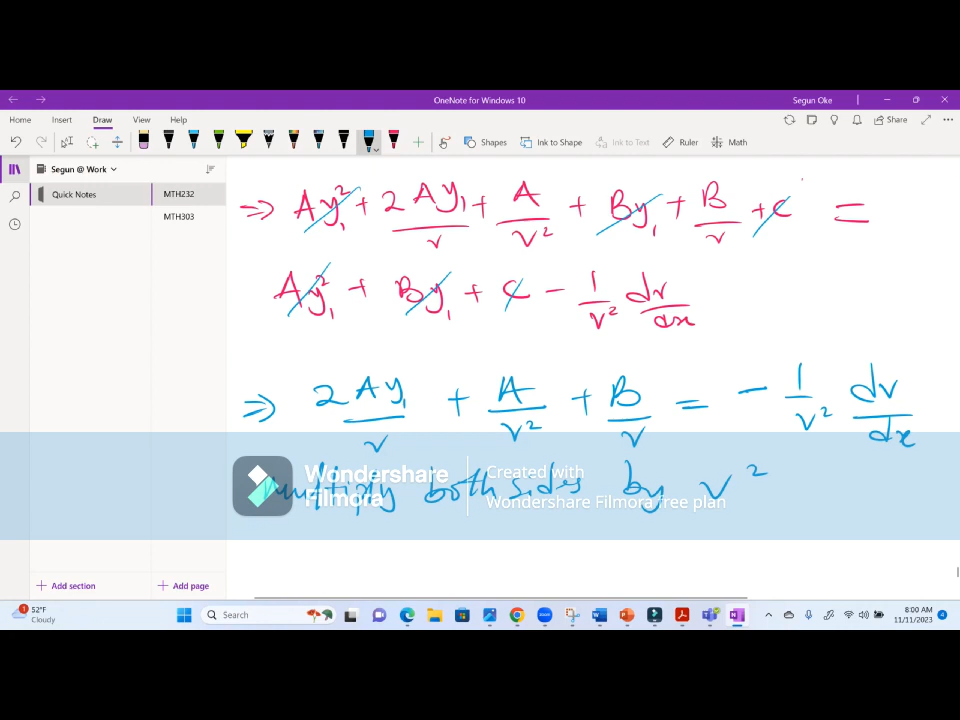 OneNote for Windows 10
Segun Oke
Home Insert Draw View Help
Share
Shapes Ink to Shape Ink to Text Ruler Math
Segun @ Work
Quick Notes
MTH232
MTH303
⇒ Ay₁² + 2Ay₁/v + A/v² + By₁ + B/v + C =
Ay₁² + By₁ + C − 1/v² dv/dx
⇒ 2Ay₁/v + A/v² + B/v = − 1/v² dv/dx
multiply both sides by v²
Wondershare
Filmora
Created with
Wondershare Filmora free plan
+ Add section
+ Add page
1
52°F
Cloudy
Search
8:00 AM
11/11/2023
4